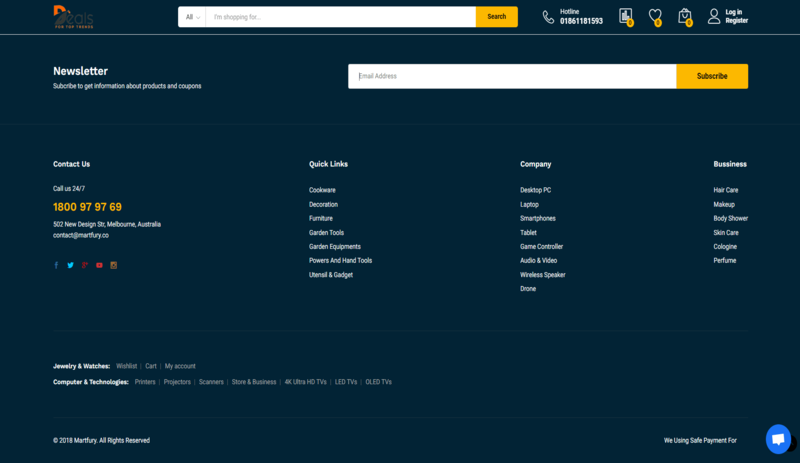 Deals
FOR TOP TRENDS
All
I'm shopping for...
Search
Hotline
01861181593
0
0
0
Log in
Register
Newsletter
Subcribe to get information about products and coupons
Email Address
Subscribe
Contact Us
Call us 24/7
1800 97 97 69
502 New Design Str, Melbourne, Australia
contact@martfury.co
Quick Links
Cookware
Decoration
Furniture
Garden Tools
Garden Equipments
Powers And Hand Tools
Utensil & Gadget
Company
Desktop PC
Laptop
Smartphones
Tablet
Game Controller
Audio & Video
Wireless Speaker
Drone
Bussiness
Hair Care
Makeup
Body Shower
Skin Care
Cologine
Perfume
Jewelry & Watches: Wishlist | Cart | My account
Computer & Technologies: Printers | Projectors | Scanners | Store & Business | 4K Ultra HD TVs | LED TVs | OLED TVs
© 2018 Martfury. All Rights Reserved
We Using Safe Payment For